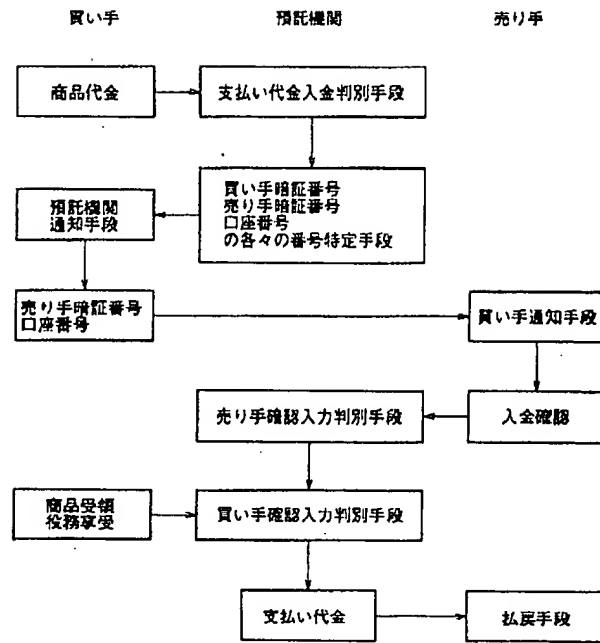 買い手 預託機関 売り手
商品代金
支払い代金入金判別手段
買い手暗証番号
売り手暗証番号
口座番号
の各々の番号特定手段
預託機関
通知手段
売り手暗証番号
口座番号
買い手通知手段
売り手確認入力判別手段
入金確認
商品受領
役務享受
買い手確認入力判別手段
支払い代金
払戻手段